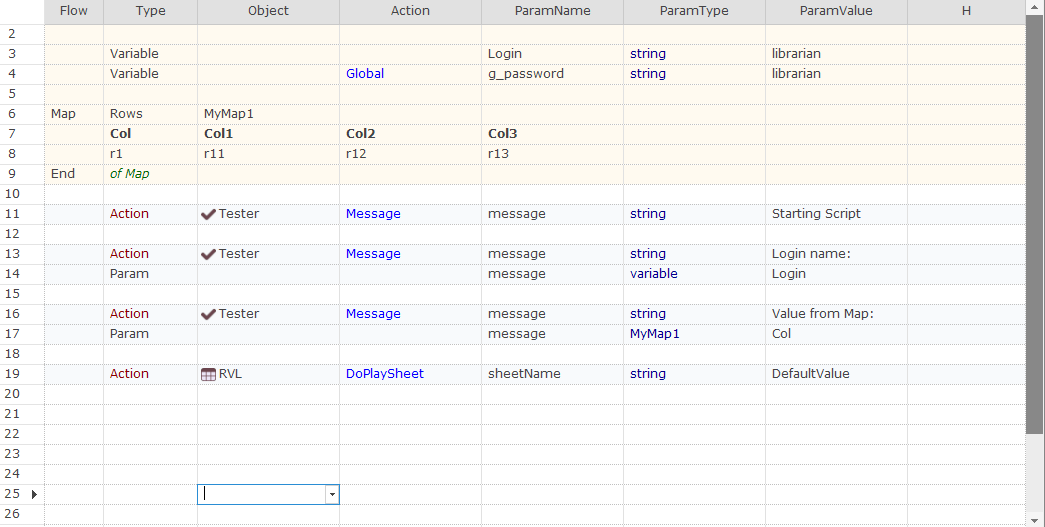 Flow Type Object Action ParamName ParamType ParamValue H
2
3 Variable Login string librarian
4 Variable Global g_password string librarian
5
6 Map Rows MyMap1
7 Col Col1 Col2 Col3
8 r1 r11 r12 r13
9 End of Map
10
11 Action Tester Message message string Starting Script
12
13 Action Tester Message message string Login name:
14 Param message variable Login
15
16 Action Tester Message message string Value from Map:
17 Param message MyMap1 Col
18
19 Action RVL DoPlaySheet sheetName string DefaultValue
20
21
22
23
24
25
26